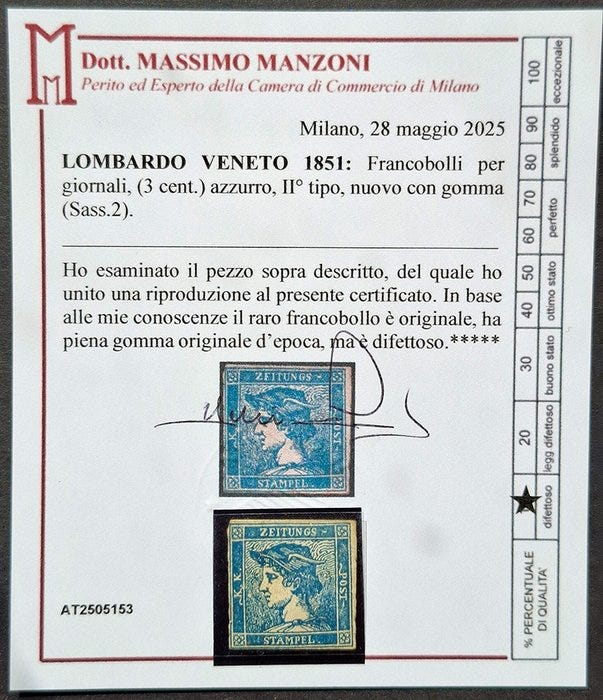 M
M
Dott. MASSIMO MANZONI
Perito ed Esperto della Camera di Commercio di Milano
Milano, 28 maggio 2025
LOMBARDO VENETO 1851: Francobolli per
giornali, (3 cent.) azzurro, II° tipo, nuovo con gomma
(Sass.2).
Ho esaminato il pezzo sopra descritto, del quale ho
unito una riproduzione al presente certificato. In base
alle mie conoscenze il raro francobollo è originale, ha
piena gomma originale d'epoca, ma è difettoso.*****
ZEITUNGS
K.K.
POST
STAMPEL
ZEITUNGS
K.K.
POST
STAMPEL
AT2505153
100
90
80
70
60
50
40
30
20
eccezionale
splendido
perfetto
ottimo stato
buono stato
legg difettoso
difettoso
% PERCENTUALE
DI QUALITA'